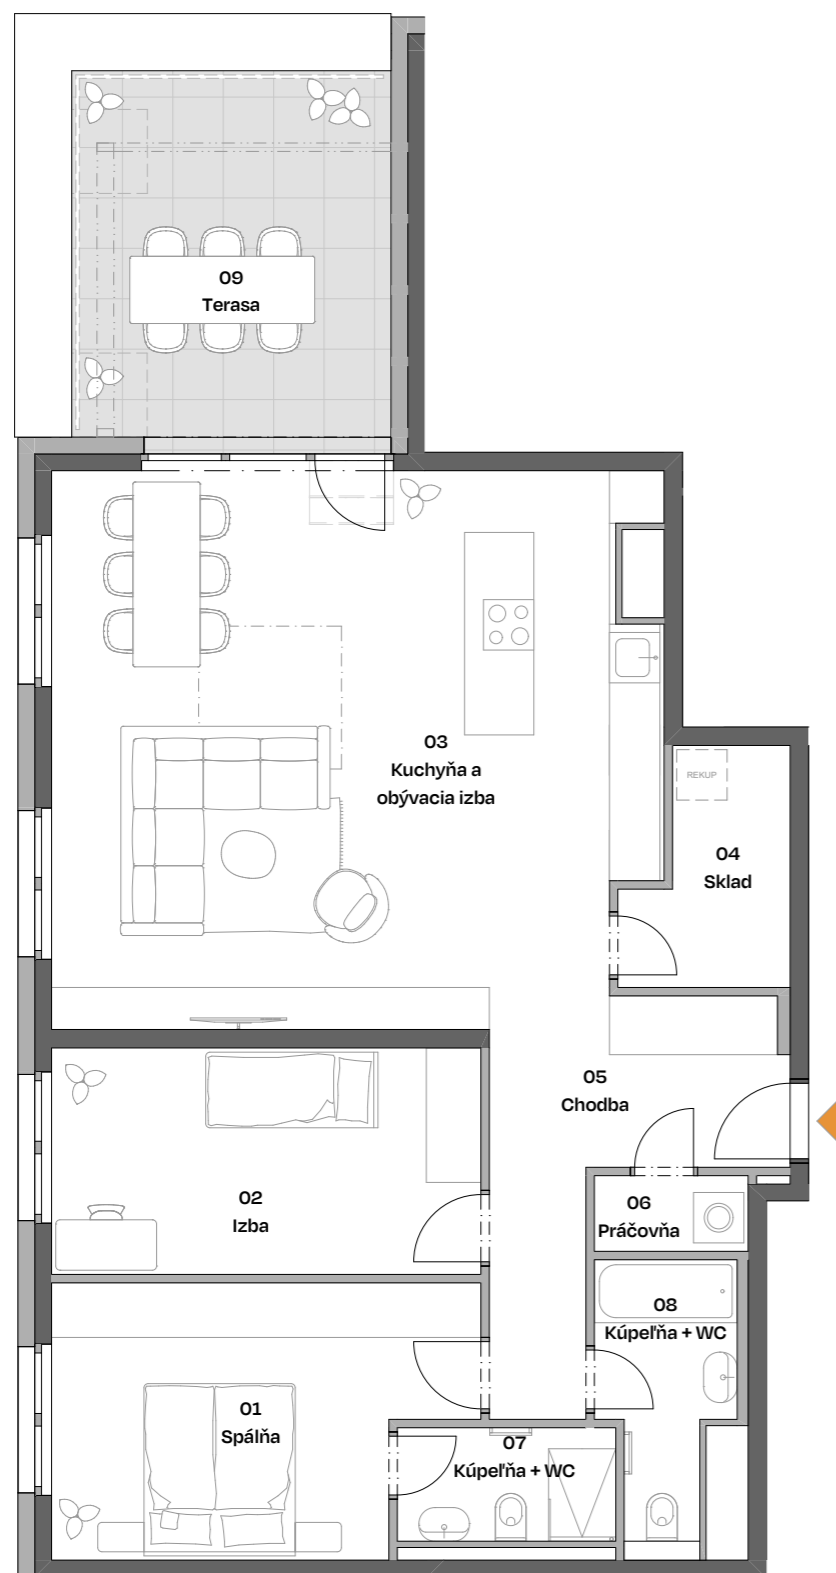 09
Terasa
03
Kuchyňa a
obývacia izba
REKUP
04
Sklad
05
Chodba
02
Izba
06
Práčovňa
08
Kúpeľňa + WC
01
Spálňa
07
Kúpeľňa + WC